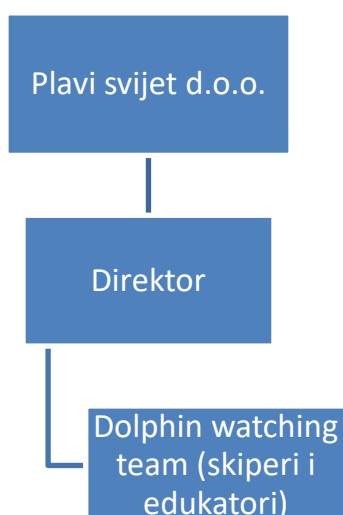 Plavi svijet d.o.o.
Direktor
Dolphin watching
team (skiperi i
edukatori)